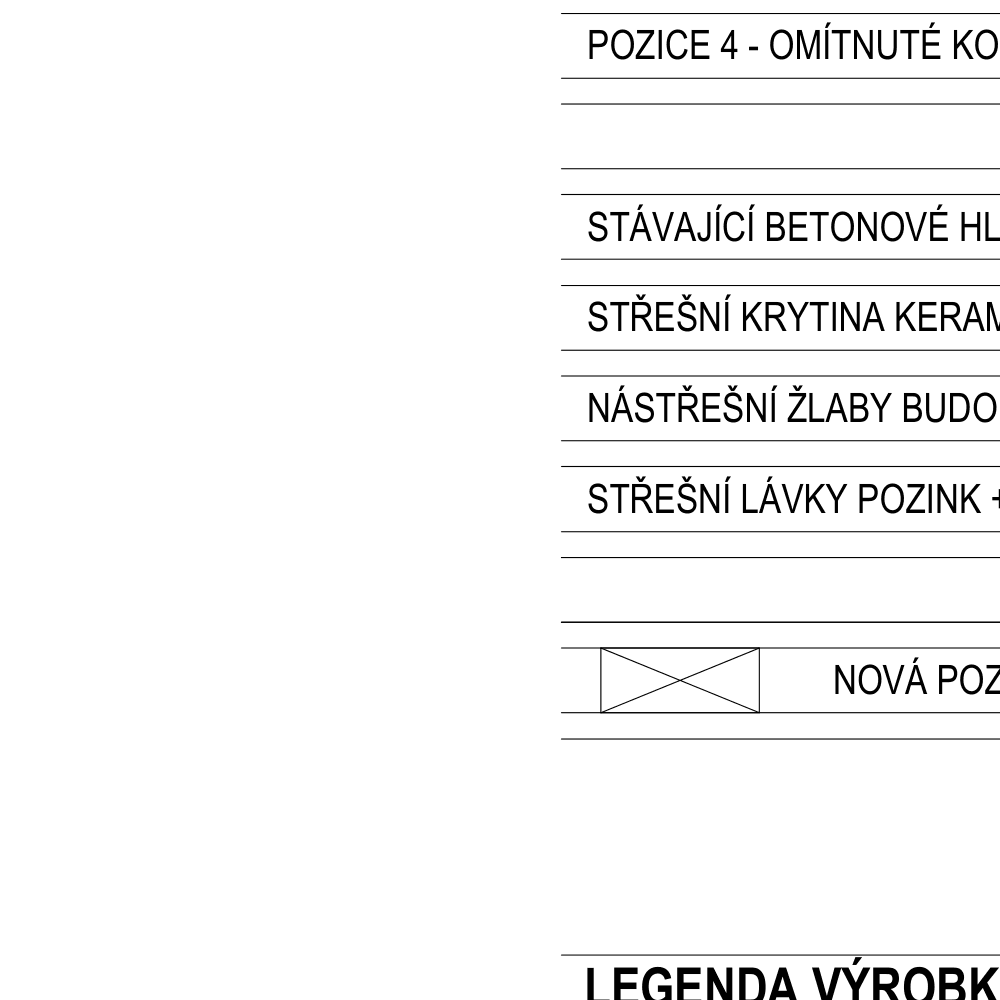 POZICE 4 - OMÍTNUTÉ KO
STÁVAJÍCÍ BETONOVÉ HL
STŘEŠNÍ KRYTINA KERAM
NÁSTŘEŠNÍ ŽLABY BUDO
STŘEŠNÍ LÁVKY POZINK +
NOVÁ POZ
LEGENDA VÝROBK